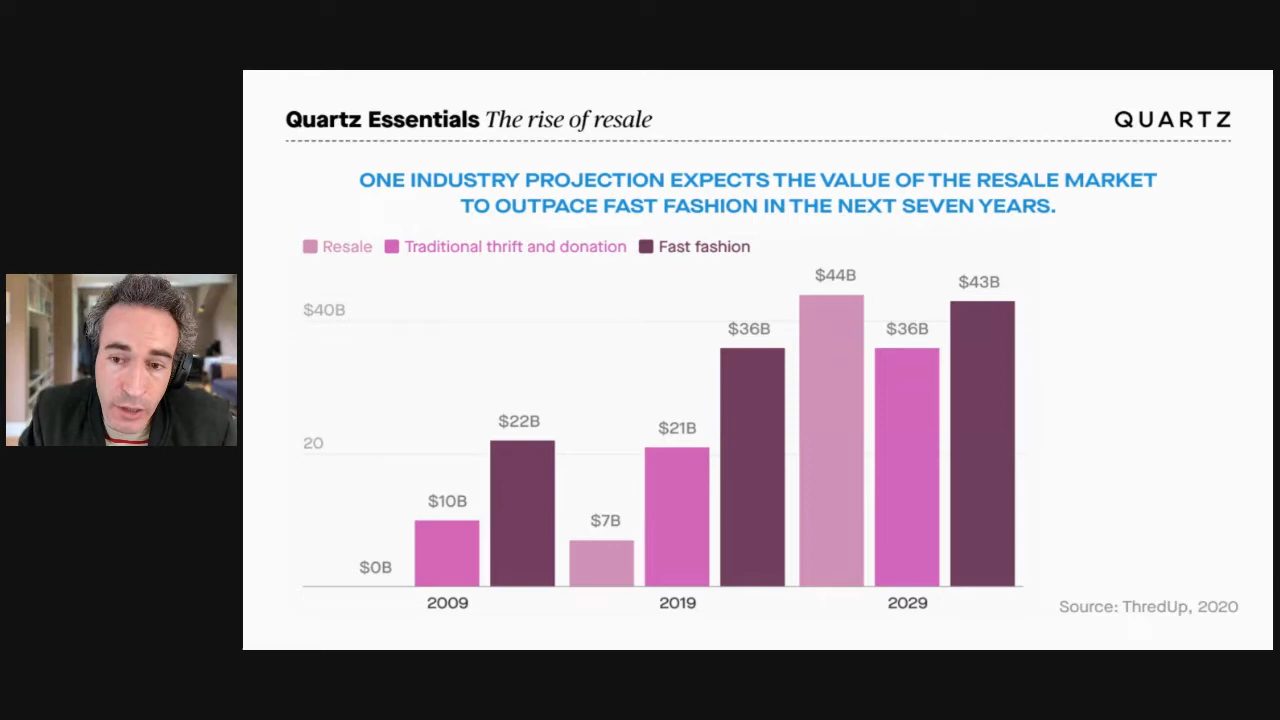 Quartz Essentials The rise of resale
QUARTZ
ONE INDUSTRY PROJECTION EXPECTS THE VALUE OF THE RESALE MARKET
TO OUTPACE FAST FASHION IN THE NEXT SEVEN YEARS.
Resale Traditional thrift and donation Fast fashion
$40B
20
$0B
$10B
$22B
$7B
$21B
$36B
$44B
$36B
$43B
2009
2019
2029
Source: ThredUp, 2020